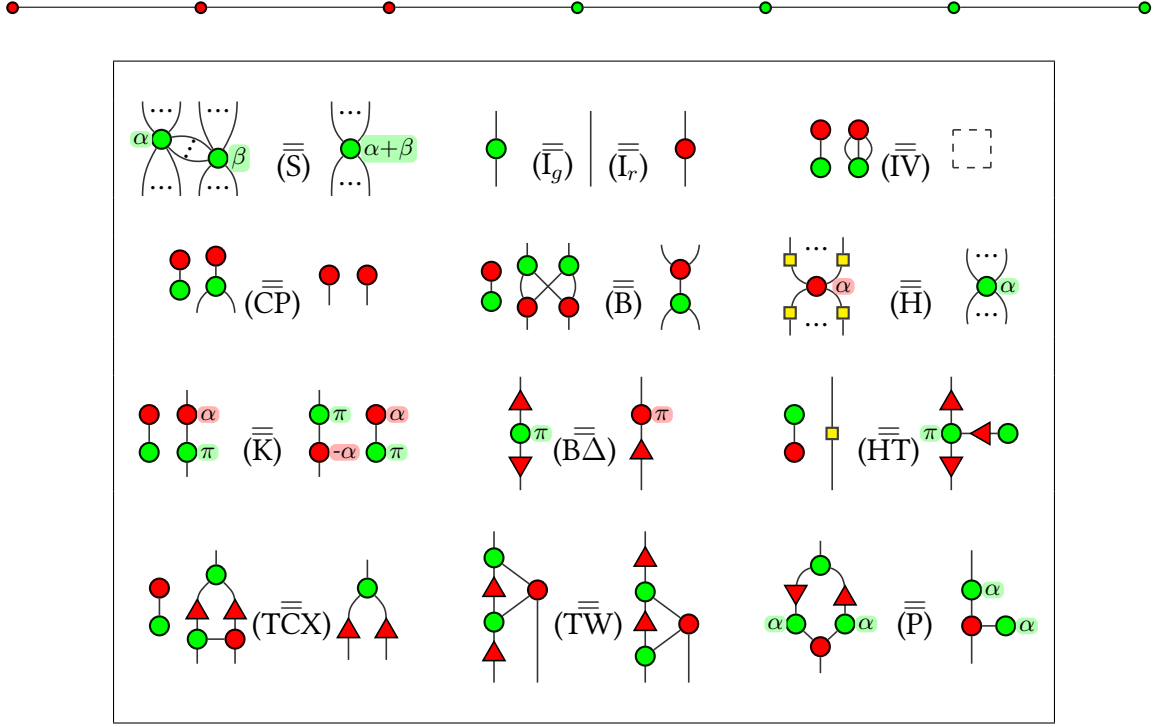 α β ... ... ... ... (S) α+β ... ... (I_g) (I_r) (IV)
(CP) (B) ... α ... (H) ... α ...
α π (K) π -α α π π (BΔ) π (HT) π
(TCX) (TW) α α (P) α α